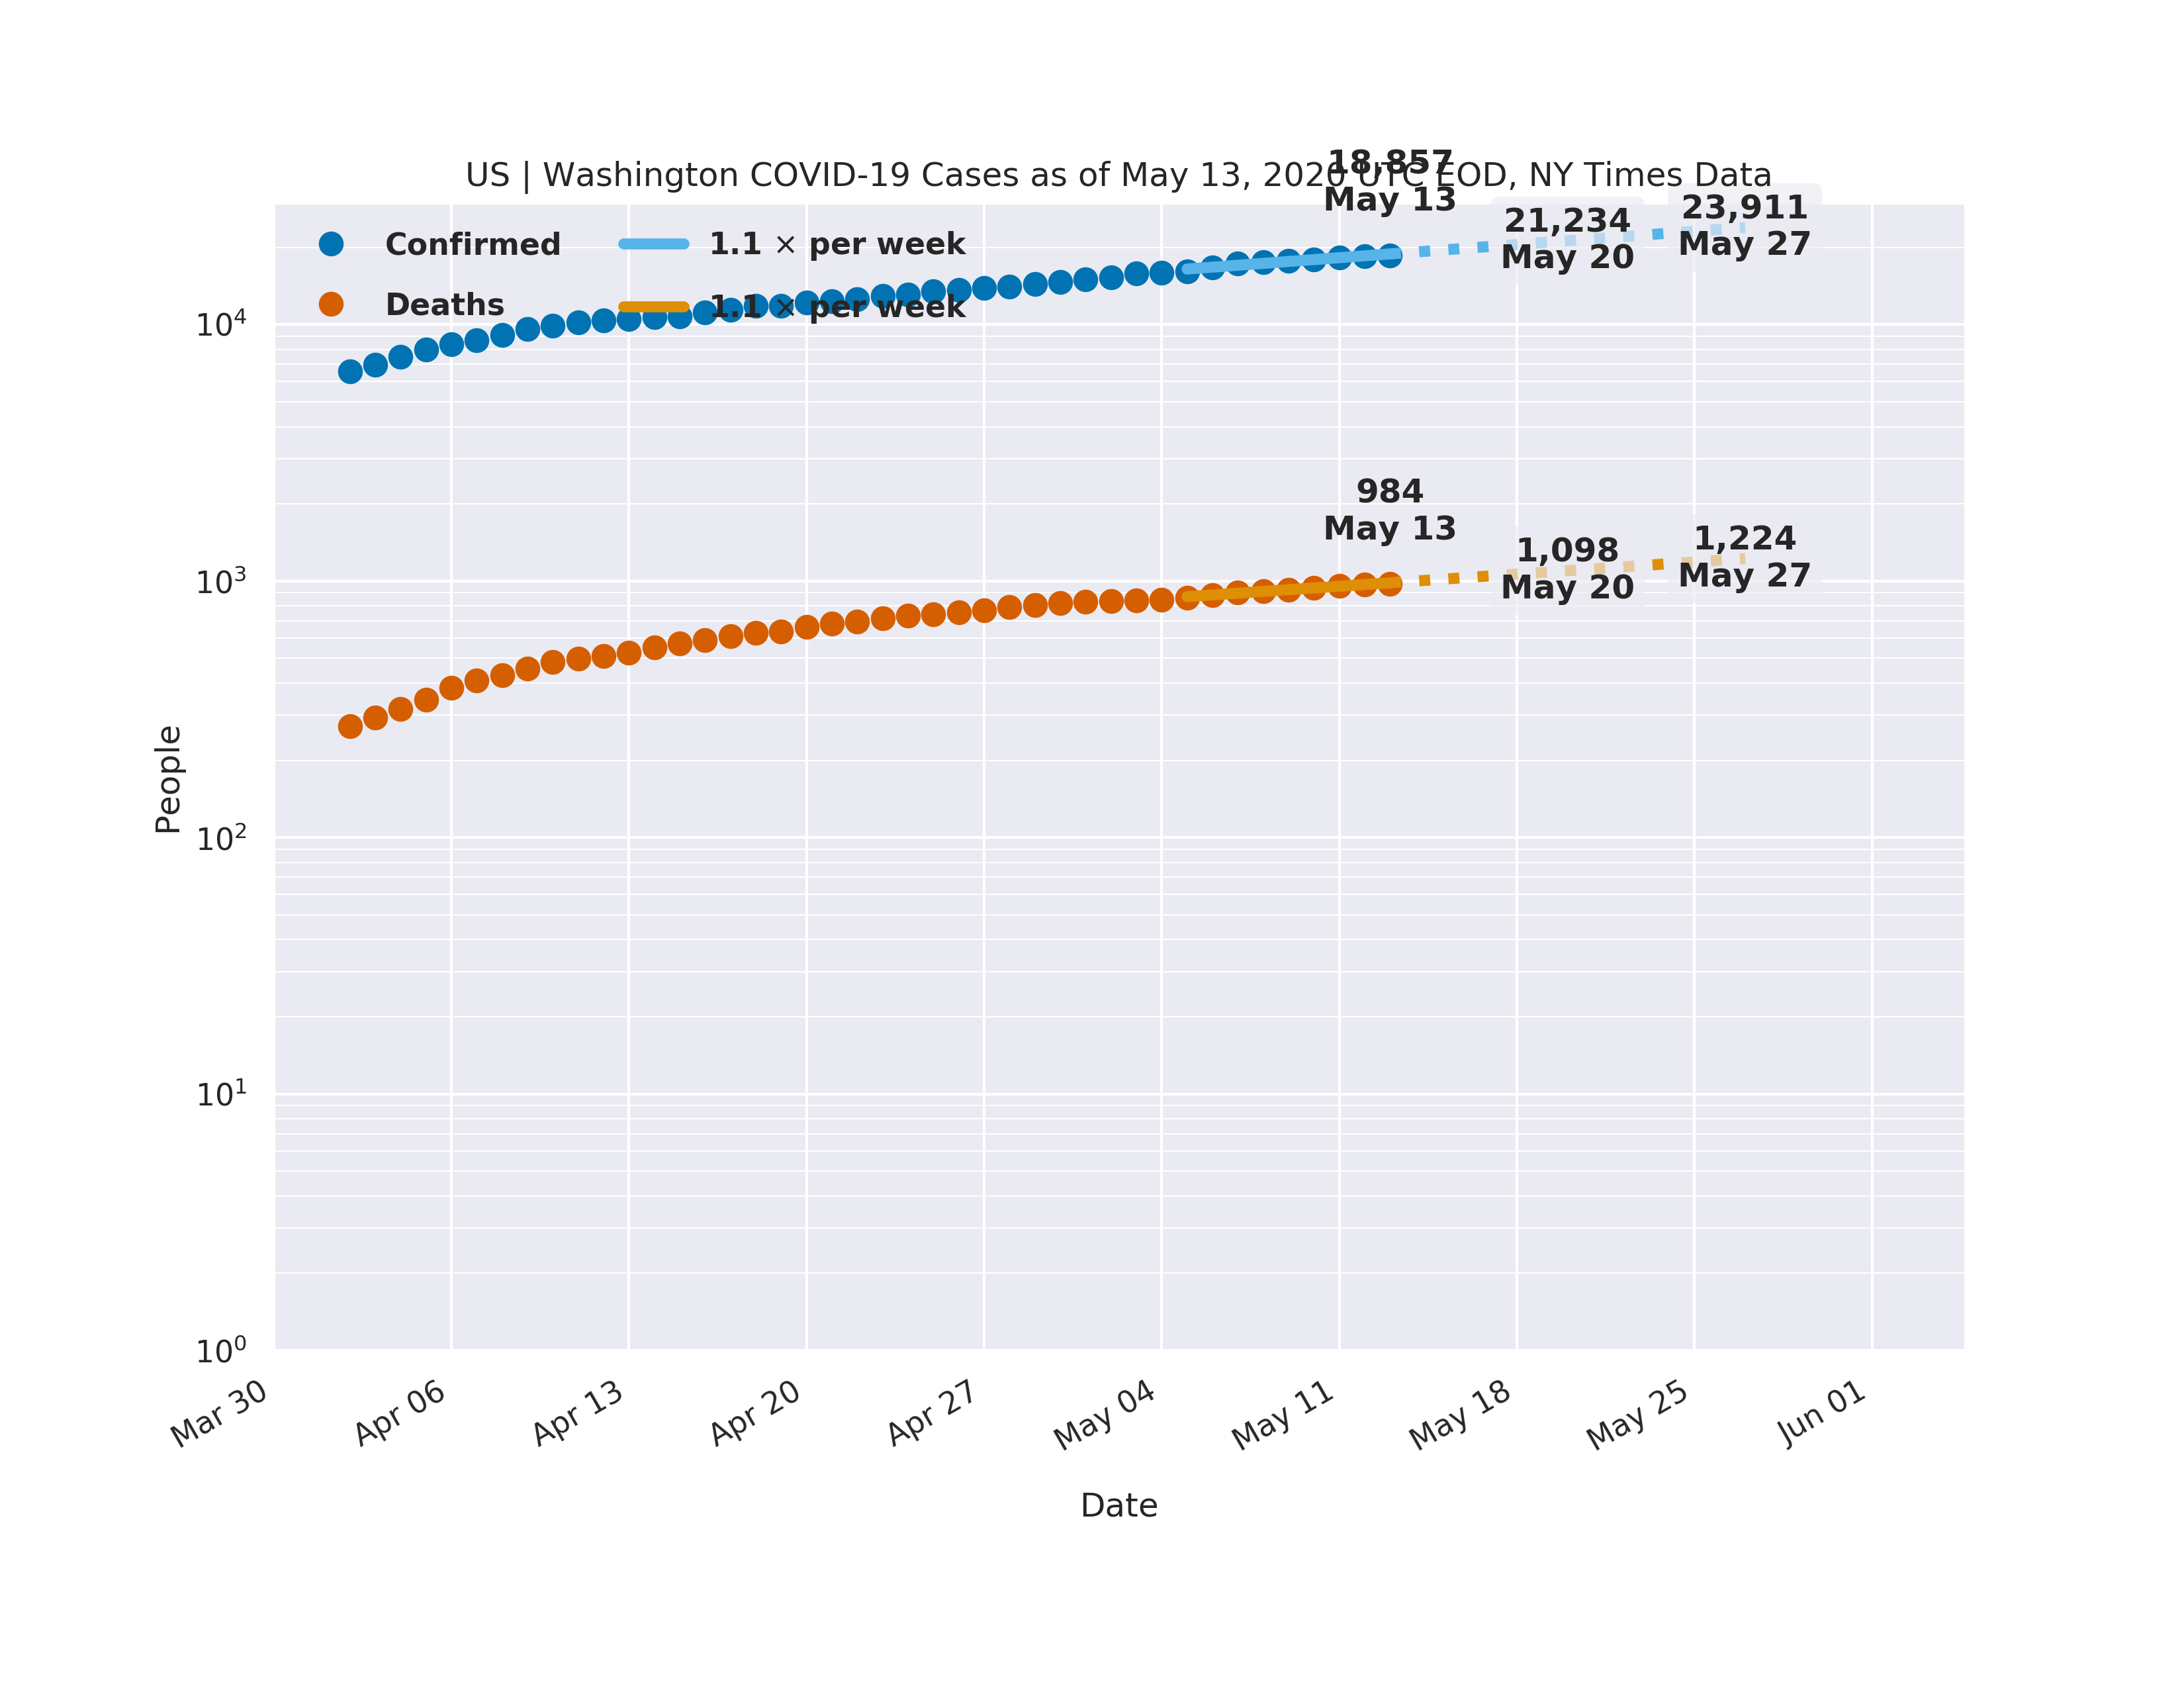 US | Washington COVID-19 Cases as of May 13, 2020 UTC EOD, NY Times Data
18,857
May 13
21,234
May 20
23,911
May 27
Confirmed
1.1 × per week
Deaths
1.1 × per week
984
May 13
1,098
May 20
1,224
May 27
People
10⁴
10³
10²
10¹
10⁰
Mar 30
Apr 06
Apr 13
Apr 20
Apr 27
May 04
May 11
May 18
May 25
Jun 01
Date